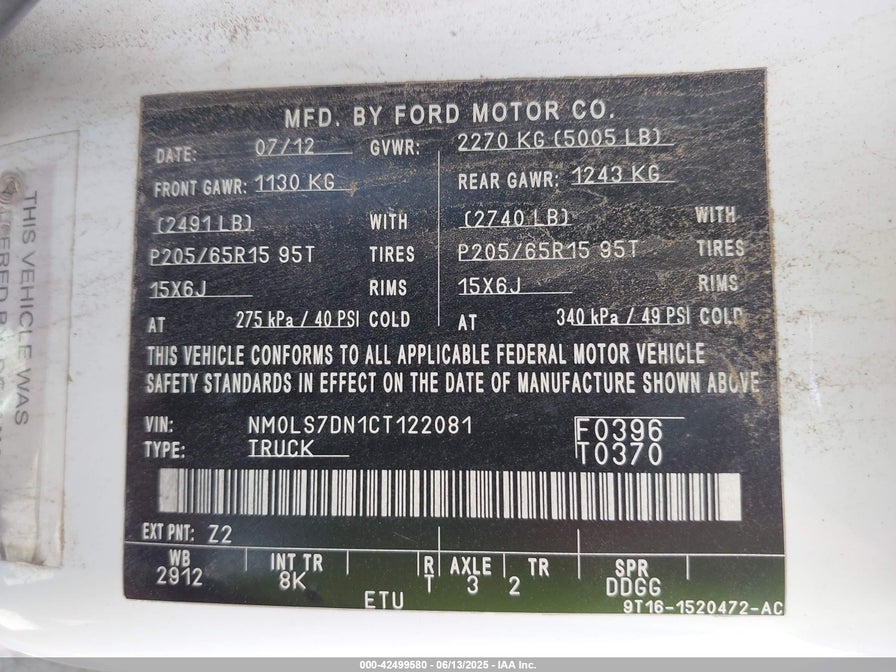 MFD. BY FORD MOTOR CO.
DATE: 07/12 GVWR: 2270 KG (5005 LB)
FRONT GAWR: 1130 KG REAR GAWR: 1243 KG
(2491 LB) WITH (2740 LB) WITH
P205/65R15 95T TIRES P205/65R15 95T TIRES
15X6J RIMS 15X6J RIMS
AT 275 kPa / 40 PSI COLD AT 340 kPa / 49 PSI COLD
THIS VEHICLE CONFORMS TO ALL APPLICABLE FEDERAL MOTOR VEHICLE
SAFETY STANDARDS IN EFFECT ON THE DATE OF MANUFACTURE SHOWN ABOVE
VIN: NM0LS7DN1CT122081 F0396
TYPE: TRUCK T0370
EXT PNT: Z2
WB INT TR R AXLE TR SPR
2912 8K T 3 2 DDGG
ETU 9T16-1520472-AC
THIS VEHICLE WAS
000-42499580 - 06/13/2025 - IAA Inc.